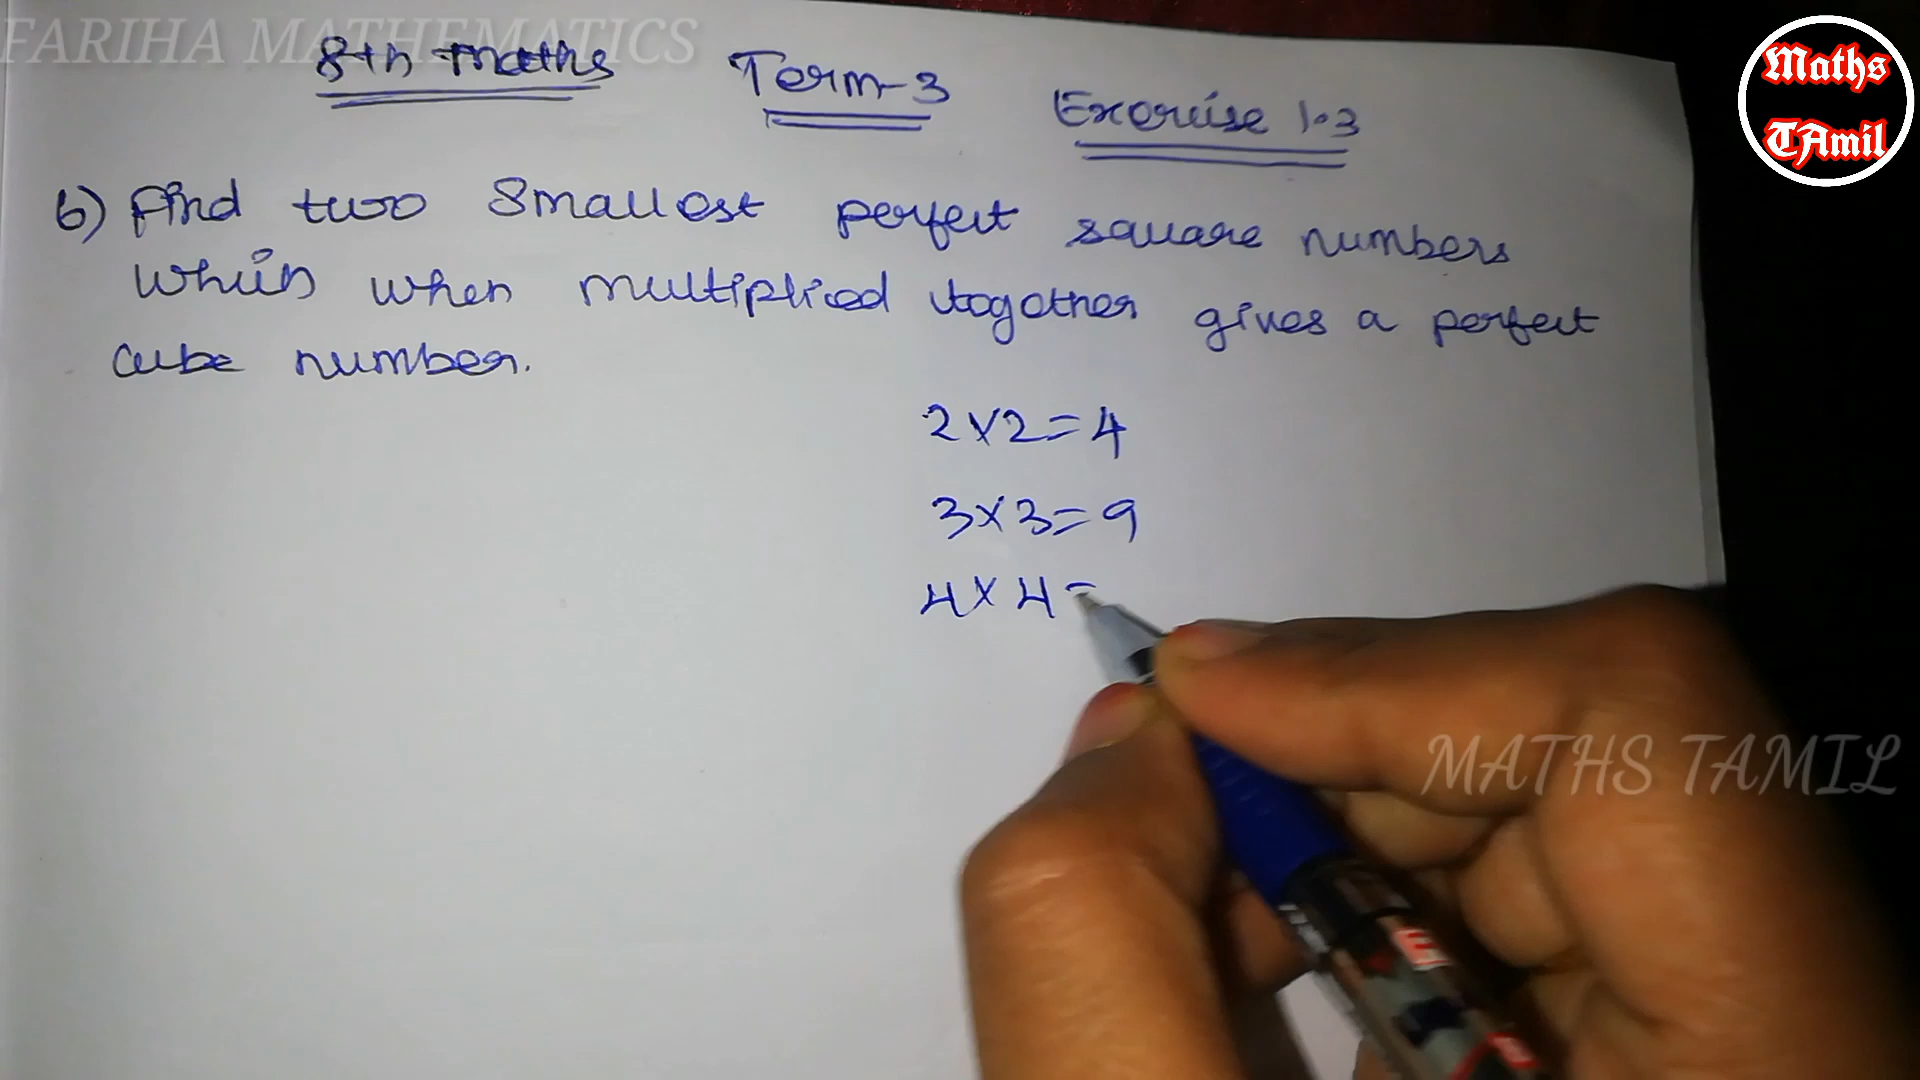 FARIHA MATHEMATICS
8th maths Term-3 Exercise 1.3
Maths
TAmil
6) Find two smallest perfect square numbers
which when multiplied together gives a perfect
cube number.
2×2=4
3×3=9
4×4=
MATHS TAMIL